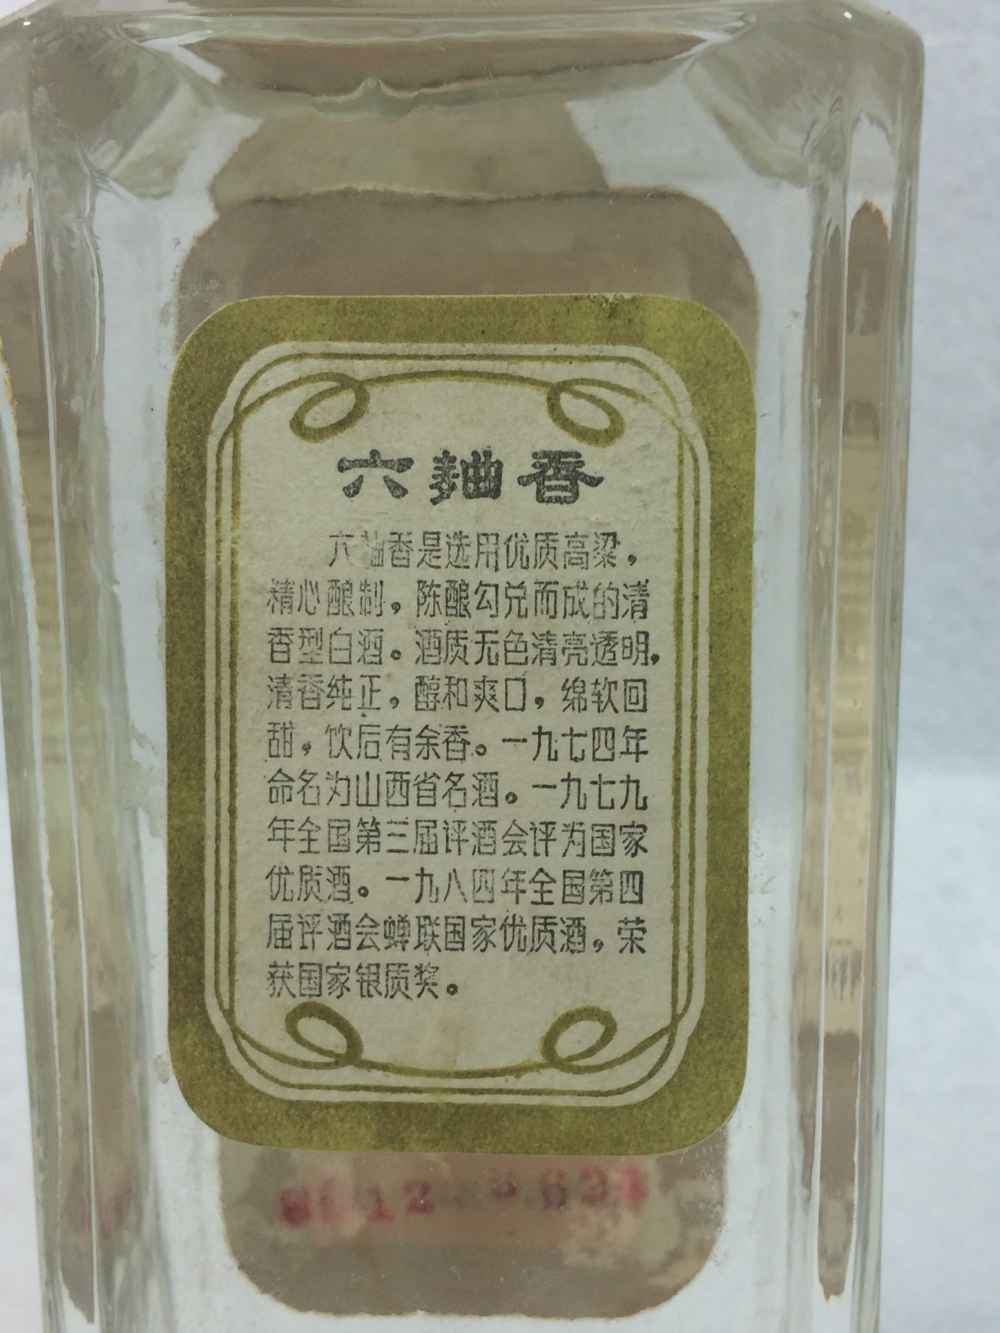 六䊷香
六䊷香是选用优质高梁，
精心酿制，陈酿勾兑而成的清
香型白酒。酒质无色清亮透明，
清香纯正，醇和爽口，绵软回
甜，饮后有余香。一九七四年
命名为山西省名酒。一九七九
年全国第三届评酒会评为国家
优质酒。一九八四年全国第四
届评酒会蝉联国家优质酒，荣
获国家银质奖。